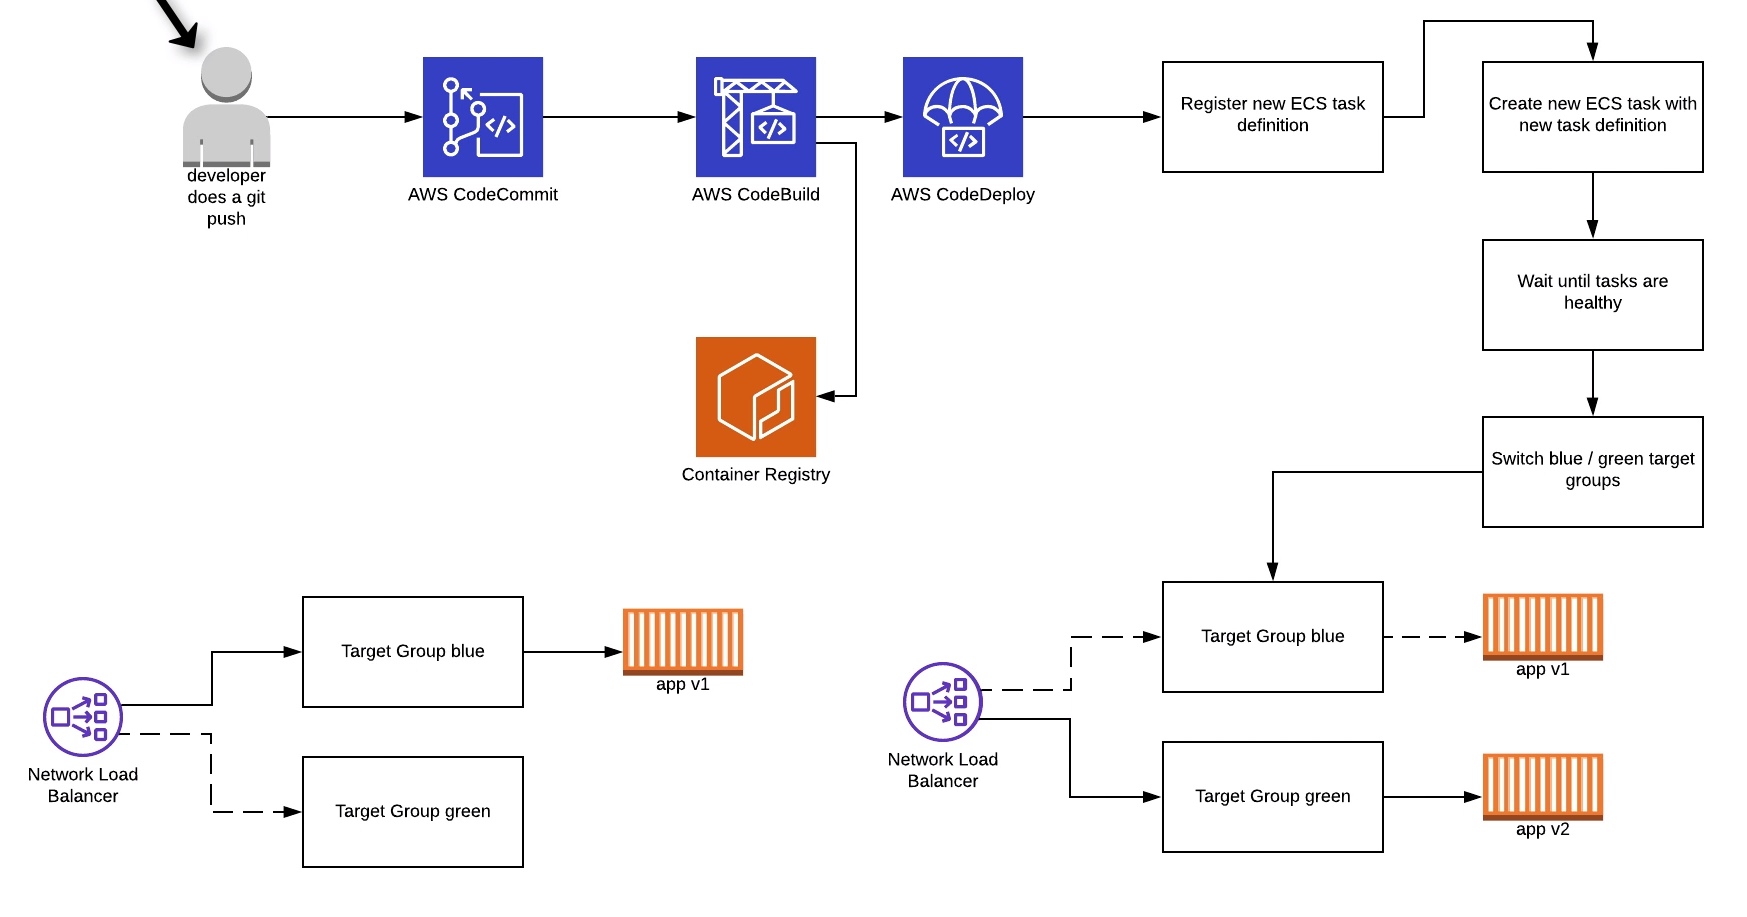 developer
does a git
push
AWS CodeCommit
</>
AWS CodeBuild
</>
AWS CodeDeploy
</>
Register new ECS task
definition
Create new ECS task with
new task definition
Wait until tasks are
healthy
Switch blue / green target
groups
Container Registry
Network Load
Balancer
Target Group blue
app v1
Target Group green
Network Load
Balancer
Target Group blue
app v1
Target Group green
app v2